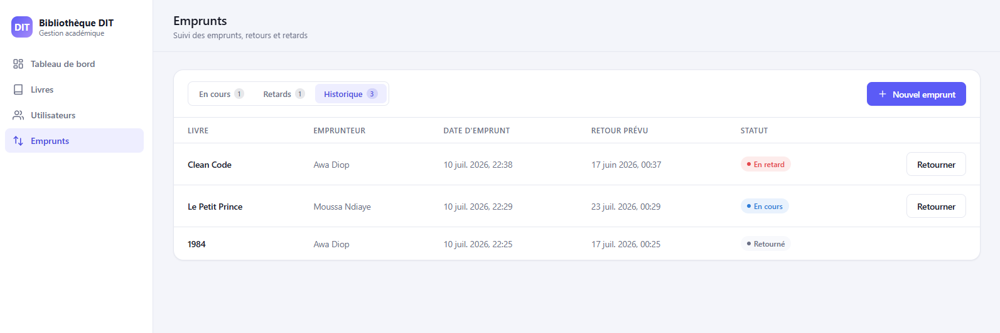 DIT
Bibliothèque DIT
Gestion académique
Tableau de bord
Livres
Utilisateurs
Emprunts
Emprunts
Suivi des emprunts, retours et retards
En cours 1 Retards 1 Historique 3
+ Nouvel emprunt
LIVRE EMPRUNTEUR DATE D'EMPRUNT RETOUR PRÉVU STATUT
Clean Code Awa Diop 10 juil. 2026, 22:38 17 juin 2026, 00:37 En retard Retourner
Le Petit Prince Moussa Ndiaye 10 juil. 2026, 22:29 23 juil. 2026, 00:29 En cours Retourner
1984 Awa Diop 10 juil. 2026, 22:25 17 juil. 2026, 00:25 Retourné